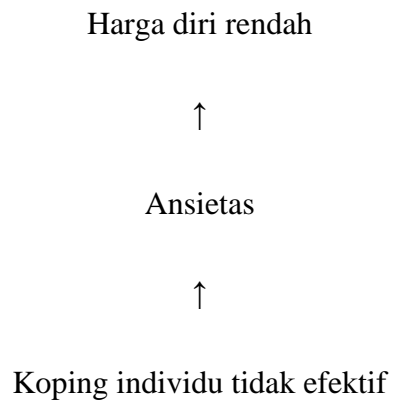 Harga diri rendah
↑
Ansietas
↑
Koping individu tidak efektif